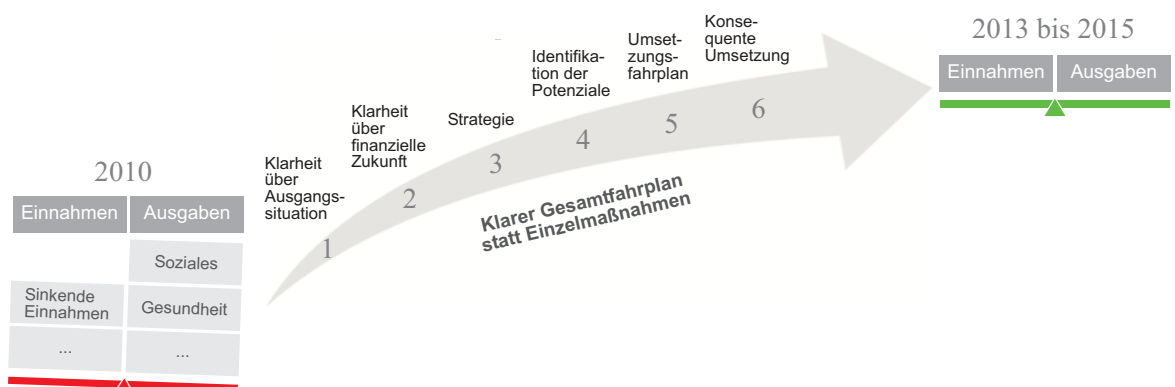 2010
Einnahmen
Ausgaben
Soziales
Sinkende
Einnahmen
Gesundheit
...
...
Klarheit
über
Ausgangs-
situation
1
Klarheit
über
finanzielle
Zukunft
2
Strategie
3
Identifika-
tion der
Potenziale
4
Umset-
zungs-
fahrplan
5
Konse-
quente
Umsetzung
6
Klarer Gesamtfahrplan
statt Einzelmaßnahmen
2013 bis 2015
Einnahmen
Ausgaben